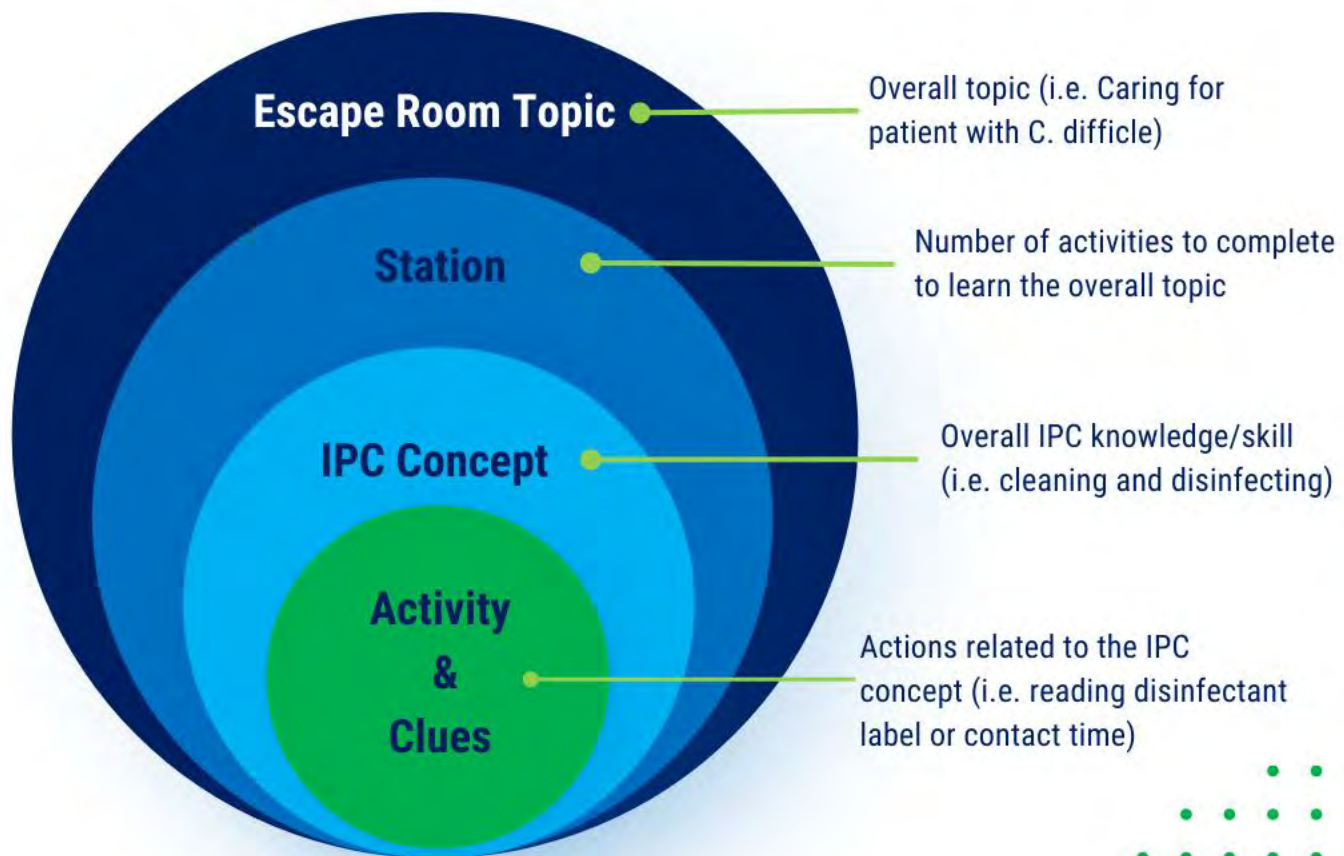 Escape Room Topic
Overall topic (i.e. Caring for
patient with C. difficle)
Station
Number of activities to complete
to learn the overall topic
IPC Concept
Overall IPC knowledge/skill
(i.e. cleaning and disinfecting)
Activity
&
Clues
Actions related to the IPC
concept (i.e. reading disinfectant
label or contact time)